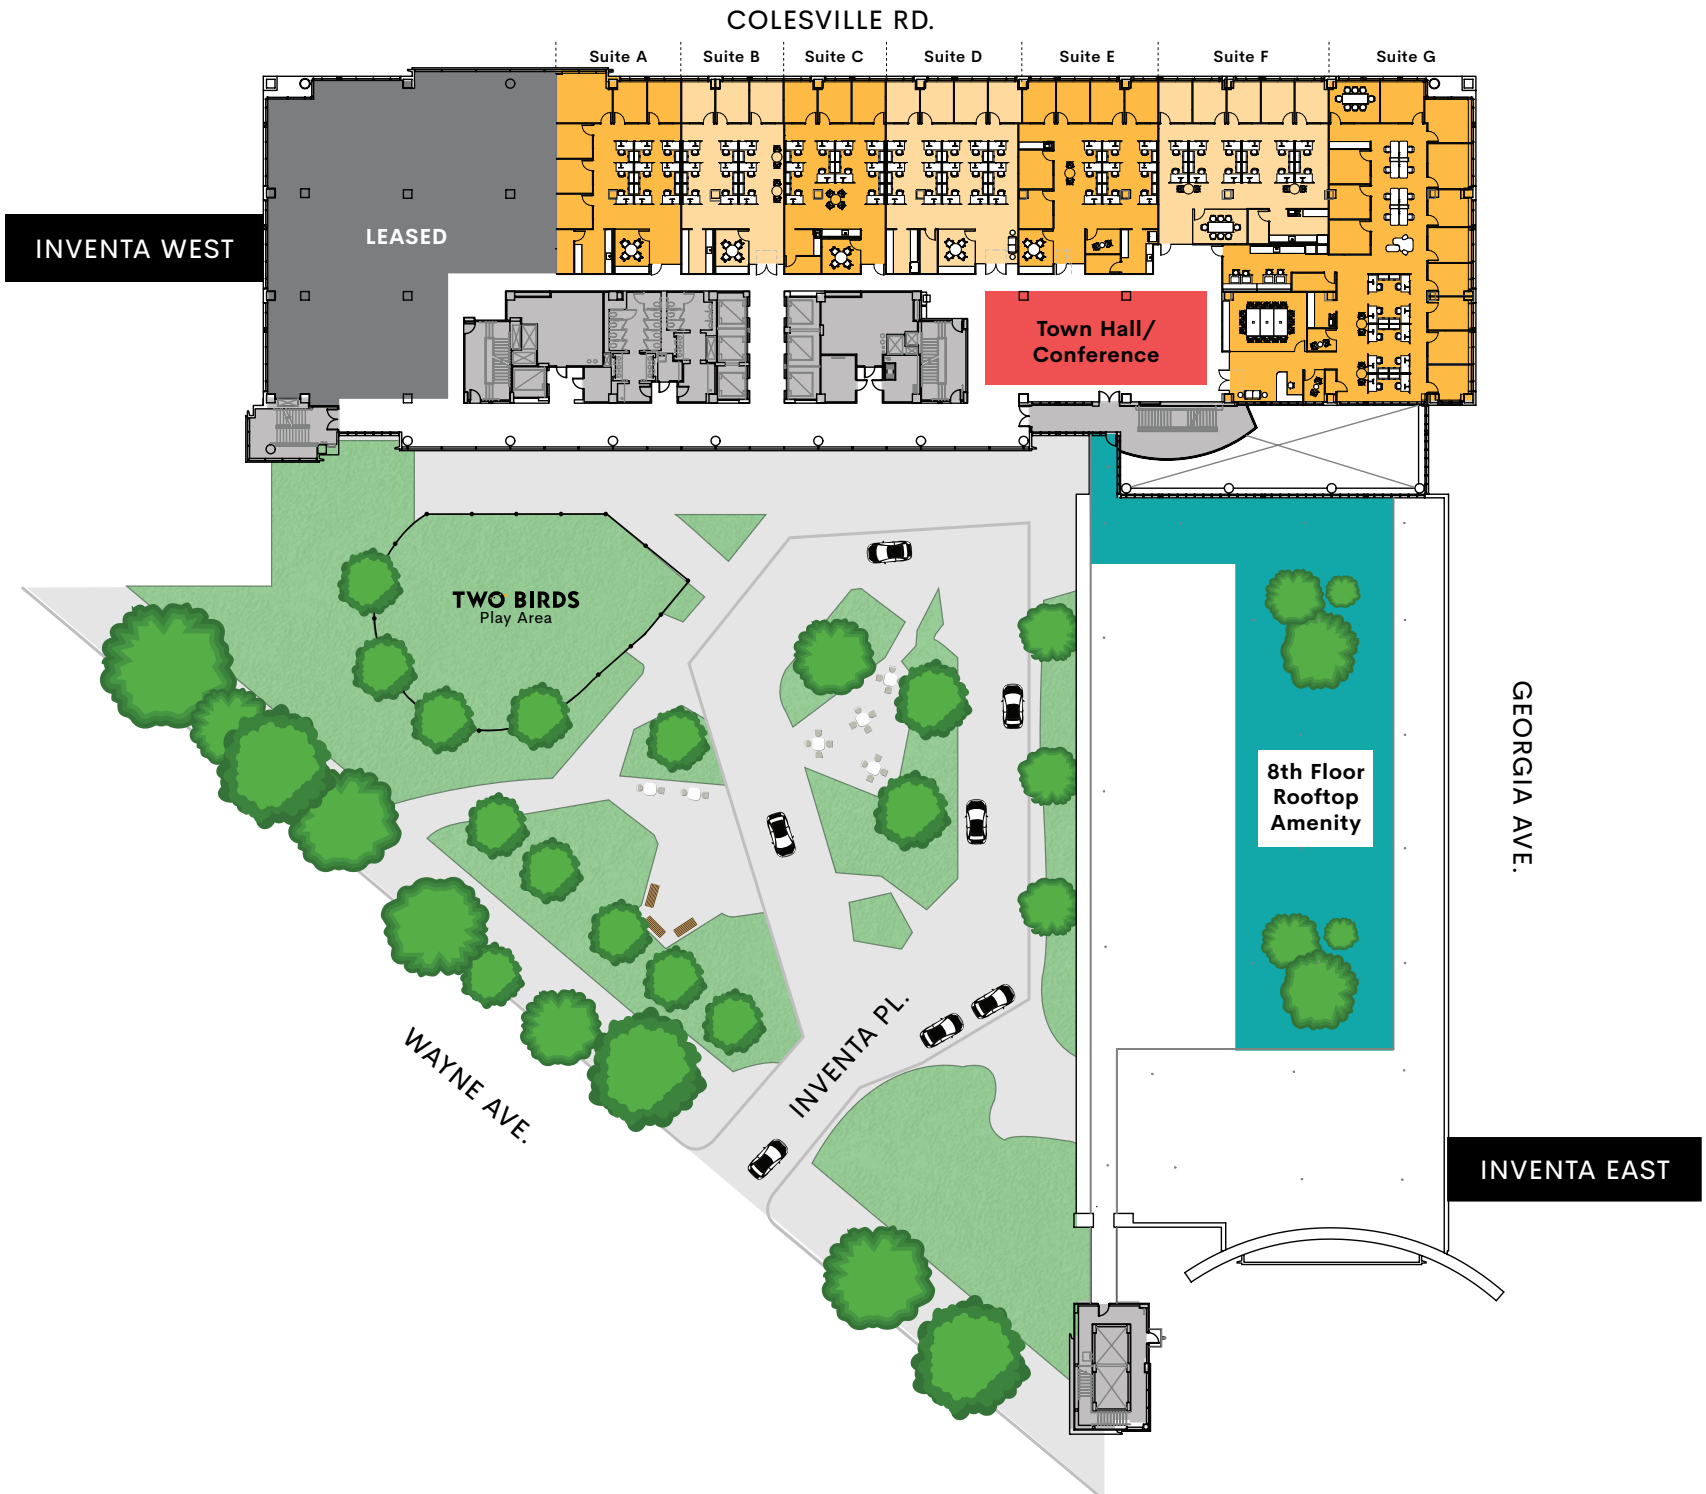 COLESVILLE RD.
Suite A
Suite B
Suite C
Suite D
Suite E
Suite F
Suite G
INVENTA WEST
LEASED
Town Hall/
Conference
TWO BIRDS
Play Area
8th Floor
Rooftop
Amenity
GEORGIA AVE.
WAYNE AVE.
INVENTA PL.
INVENTA EAST